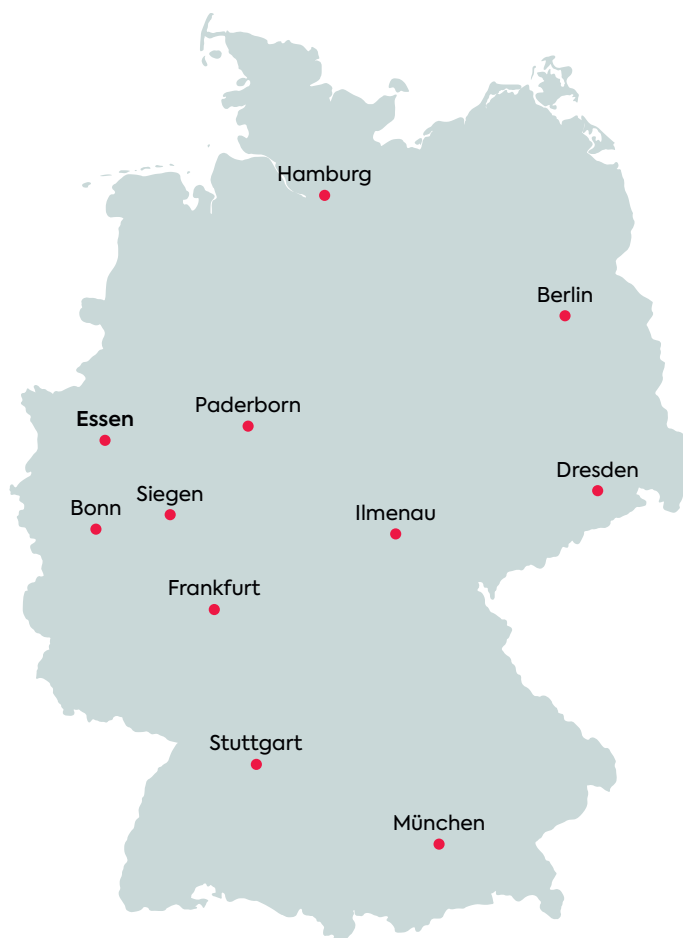 Hamburg
Berlin
Paderborn
Essen
Dresden
Siegen
Bonn
Ilmenau
Frankfurt
Stuttgart
München